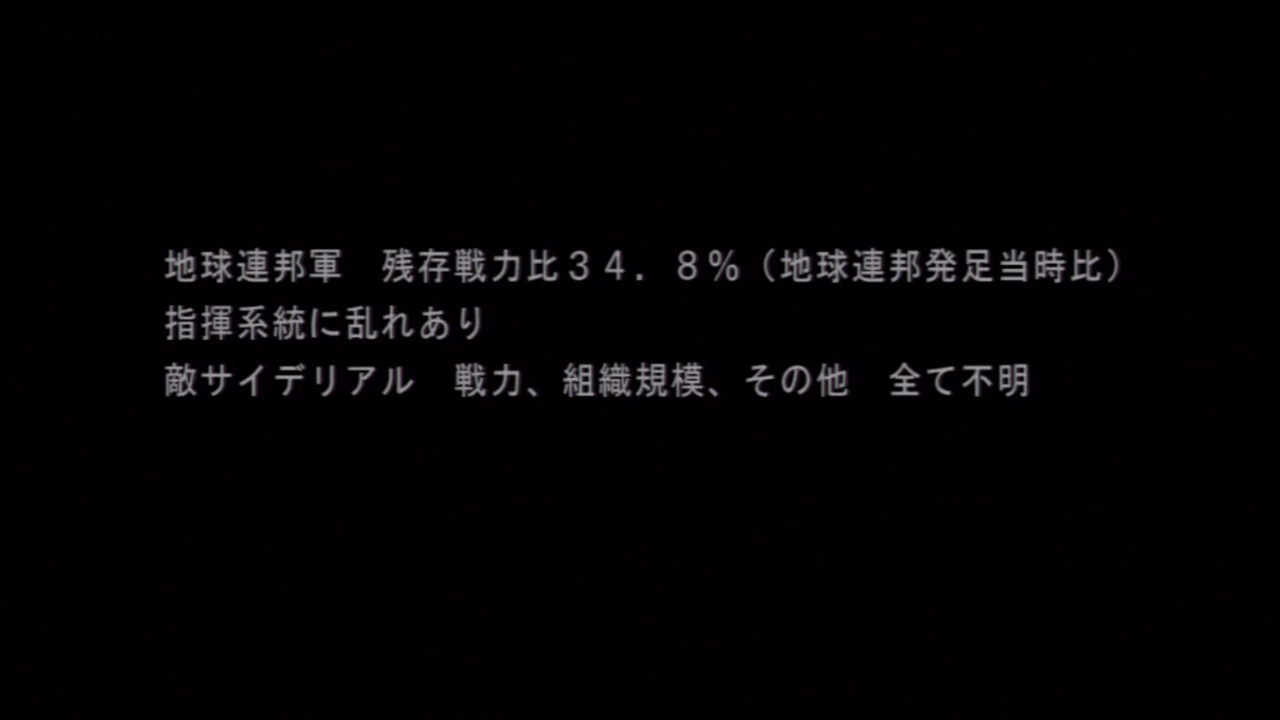 地球連邦軍　残存戦力比３４．８％（地球連邦発足当時比）
指揮系統に乱れあり
敵サイデリアル　戦力、組織規模、その他　全て不明